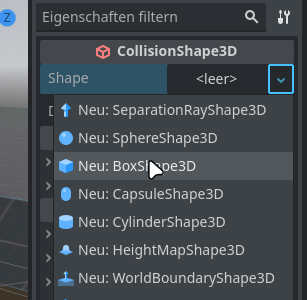 Z
Eigenschaften filtern
CollisionShape3D
Shape
<leer>
Neu: SeparationRayShape3D
Neu: SphereShape3D
Neu: BoxShape3D
Neu: CapsuleShape3D
Neu: CylinderShape3D
Neu: HeightMapShape3D
Neu: WorldBoundaryShape3D